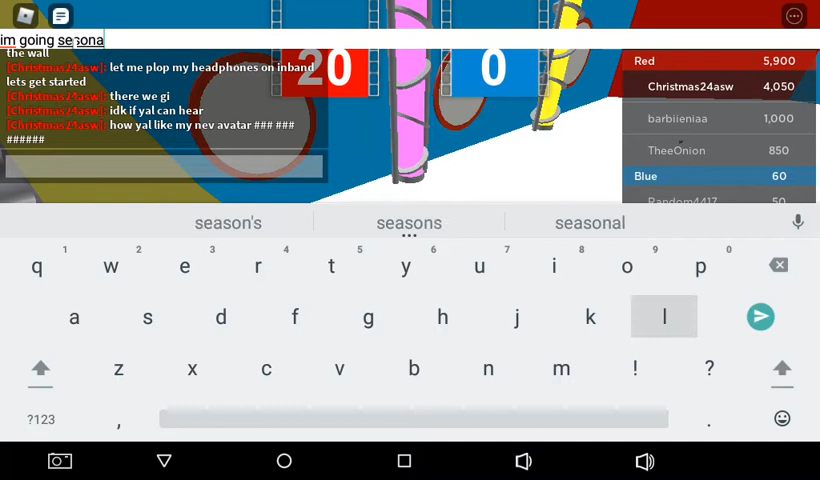 im going sesona
the wall
[Christmas24asw]: let me plop my headphones on inband
lets get started
[Christmas24asw]: there we gi
[Christmas24asw]: idk if yal can hear
[Christmas24asw]: how yal like my nev avatar ### ###
######
20 0
Red 5,900
Christmas24asw 4,050
barbiieniaa 1,000
TheeOnion 850
Blue 60
Random4417 50
season's seasons seasonal
1 2 3 4 5 6 7 8 9 0
q w e r t y u i o p
a s d f g h j k l
z x c v b n m ! ?
?123 , .